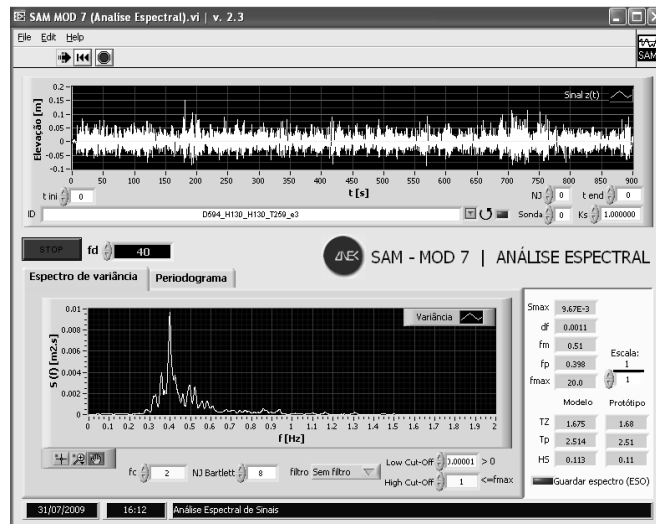 SAM MOD 7 (Analise Espectral).vi | v. 2.3
File Edit Help
SAM
Elevação [m]
0.2
0.15
0.1
0.05
0
-0.05
-0.1
Sinal z(t)
0 50 100 150 200 250 300 350 400 450 500 550 600 650 700 750 800 850 900
t [s]
t ini 0
NJ 0 t end 0
ID D594_H130_H130_T259_e3
Sonda 0 Ks 1.000000
STOP fd 40
LNEC SAM - MOD 7 | ANÁLISE ESPECTRAL
Espectro de variância Periodograma
S (f) [m2.s]
0.01
0.008
0.006
0.004
0.002
0
Variância
0 0.1 0.2 0.3 0.4 0.5 0.6 0.7 0.8 0.9 1 1.1 1.2 1.3 1.4 1.5 1.6 1.7 1.8 1.9 2
f [Hz]
fc 2 NJ Bartlett 8 filtro Sem filtro
Low Cut-Off 0.00001 > 0
High Cut-Off 1 <=fmax
Smax 9.67E-3
df 0.0011
fm 0.51
fp 0.398
fmax 20.0
Escala:
1
1
Modelo Protótipo
TZ 1.675 1.68
Tp 2.514 2.51
HS 0.113 0.11
Guardar espectro (ESO)
31/07/2009 16:12 Análise Espectral de Sinais